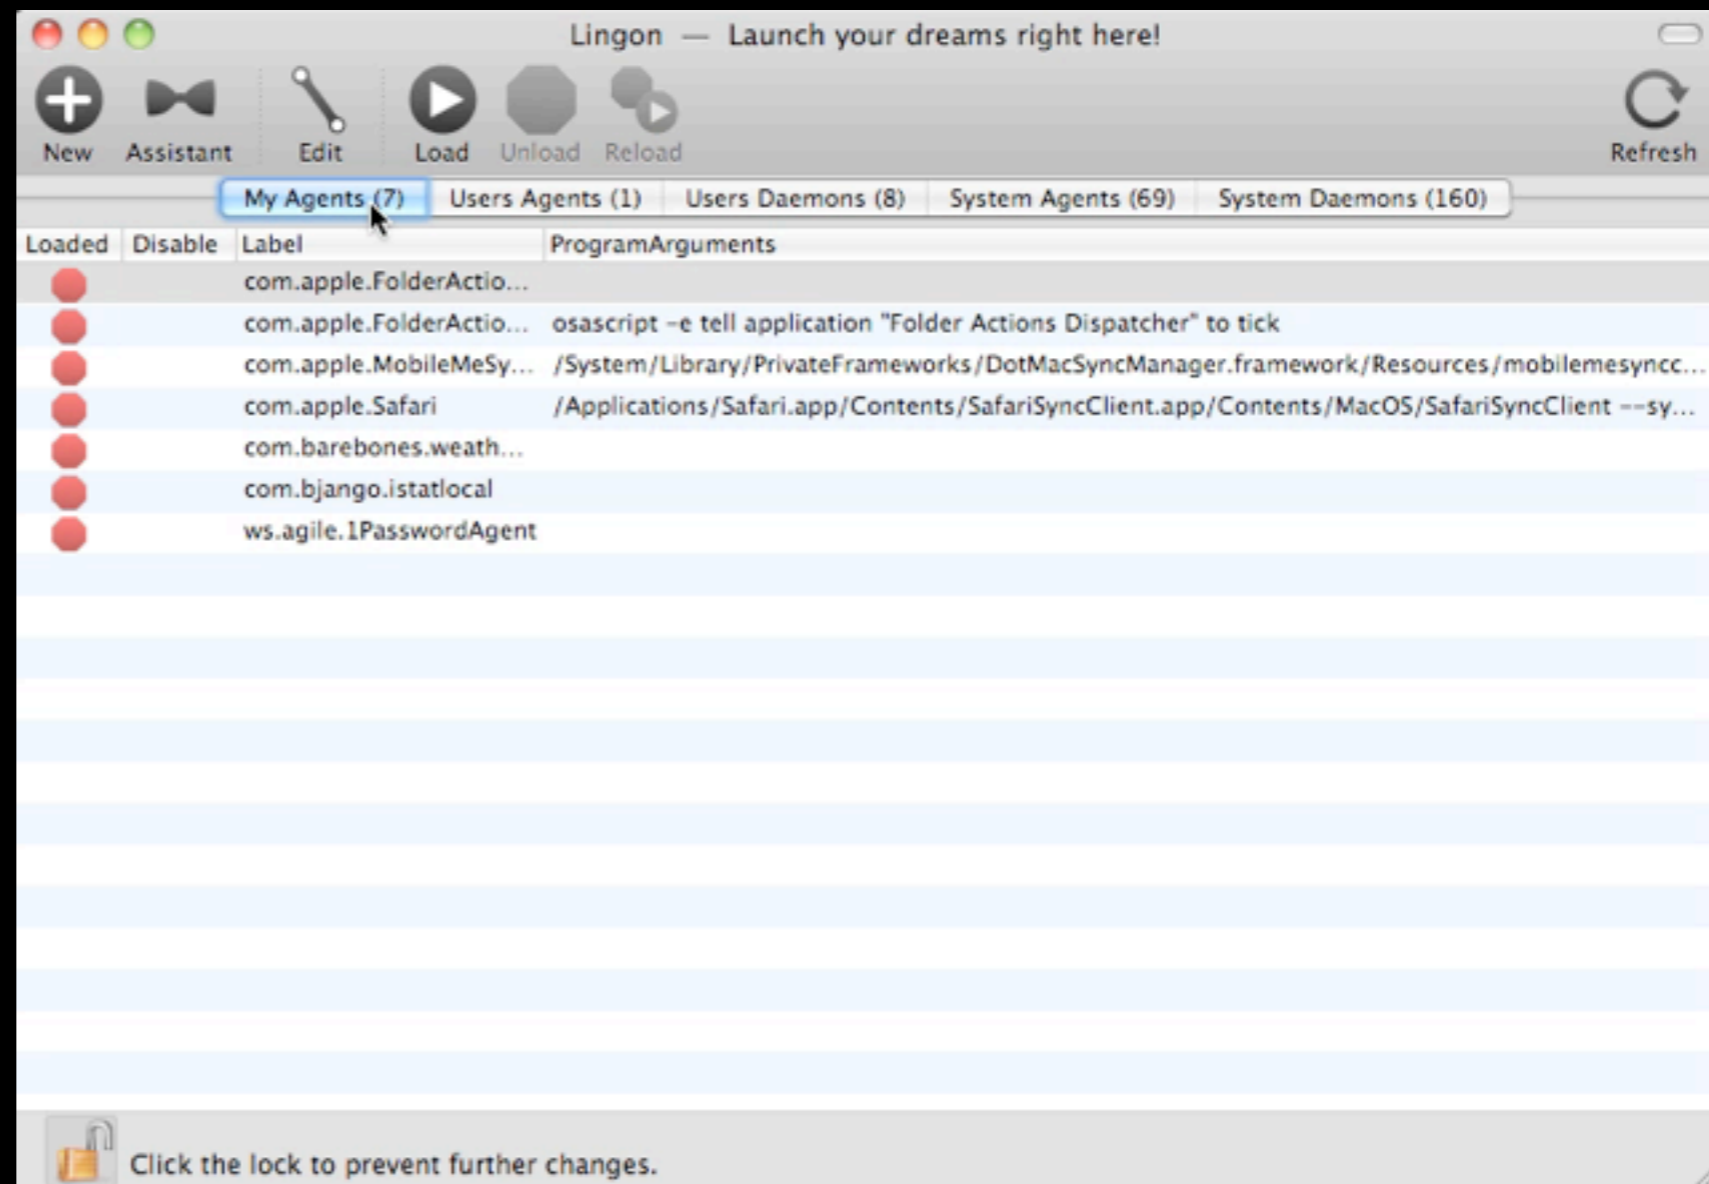 Lingon — Launch your dreams right here!
New Assistant Edit Load Unload Reload Refresh
My Agents (7) Users Agents (1) Users Daemons (8) System Agents (69) System Daemons (160)
Loaded Disable Label ProgramArguments
com.apple.FolderActio...
com.apple.FolderActio... osascript -e tell application "Folder Actions Dispatcher" to tick
com.apple.MobileMeSy... /System/Library/PrivateFrameworks/DotMacSyncManager.framework/Resources/mobilemesyncc...
com.apple.Safari /Applications/Safari.app/Contents/SafariSyncClient.app/Contents/MacOS/SafariSyncClient --sy...
com.barebones.weath...
com.bjango.istatlocal
ws.agile.1PasswordAgent
Click the lock to prevent further changes.